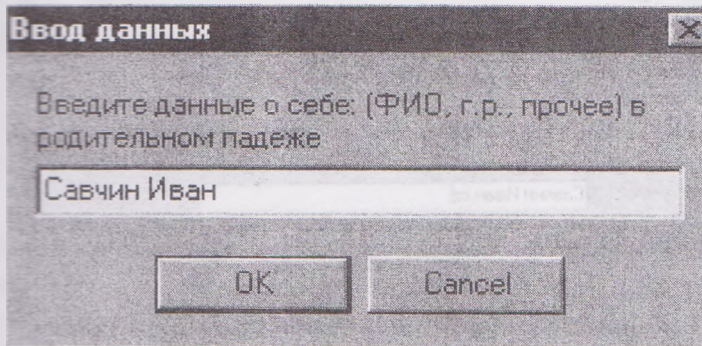 Ввод данных
Введите данные о себе: (ФИО, г.р., прочее) в
родительном падеже
Савчин Иван
OK
Cancel